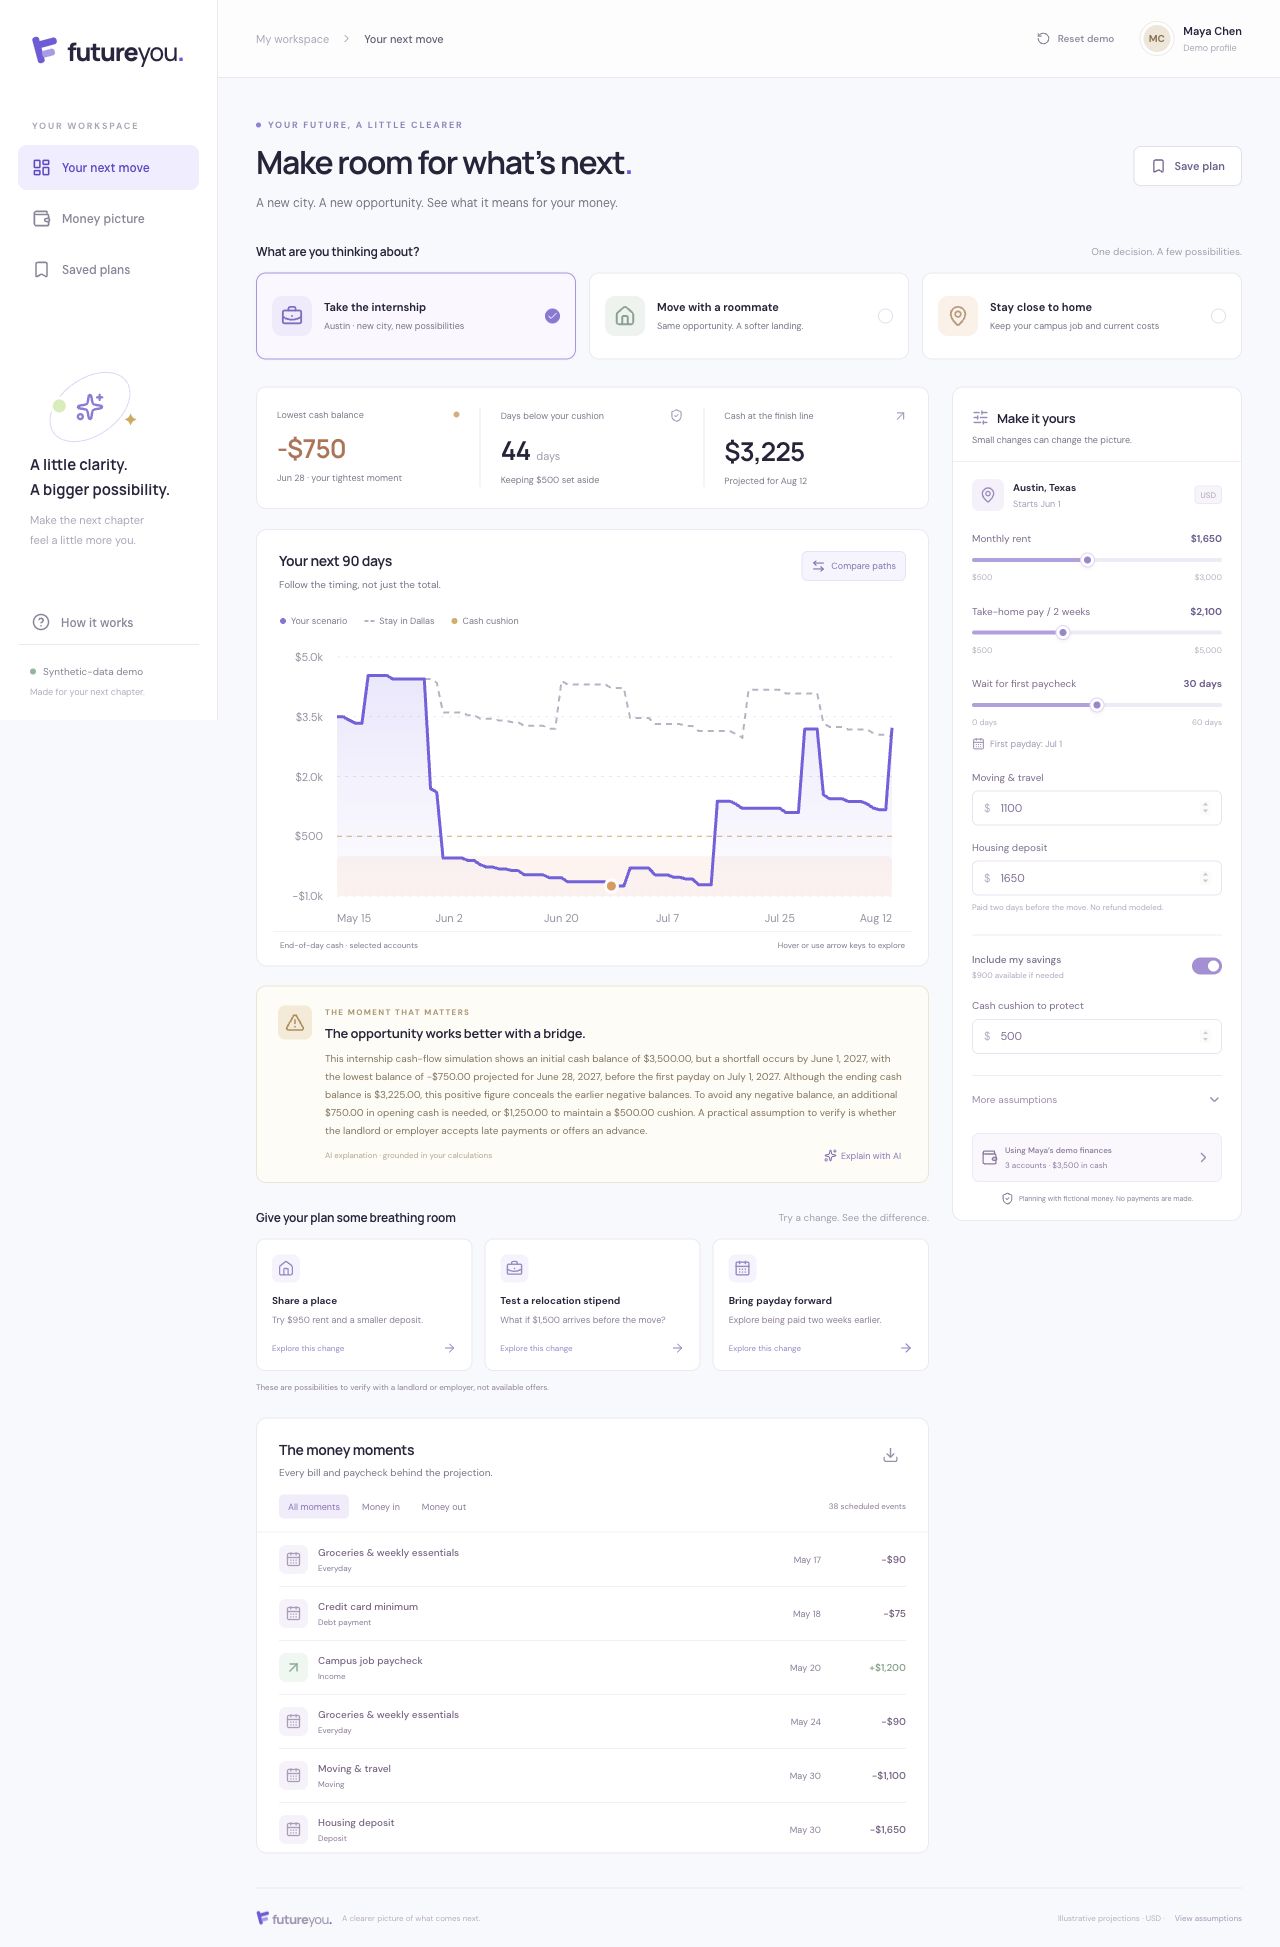 futureyou.
YOUR WORKSPACE
Your next move
Money picture
Saved plans
A little clarity.
A bigger possibility.
Make the next chapter
feel a little more you.
How it works
Synthetic-data demo
Made for your next chapter.
My workspace > Your next move
Reset demo
MC
Maya Chen
Demo profile
YOUR FUTURE, A LITTLE CLEARER
Make room for what's next.
A new city. A new opportunity. See what it means for your money.
Save plan
What are you thinking about?
One decision. A few possibilities.
Take the internship
Austin · new city, new possibilities
Move with a roommate
Same opportunity. A softer landing.
Stay close to home
Keep your campus job and current costs
Lowest cash balance
-$750
Jun 28 · your tightest moment
Days below your cushion
44 days
Keeping $500 set aside
Cash at the finish line
$3,225
Projected for Aug 12
Your next 90 days
Follow the timing, not just the total.
Compare paths
Your scenario
Stay in Dallas
Cash cushion
$5.0k
$3.5k
$2.0k
$500
-$1.0k
May 15
Jun 2
Jun 20
Jul 7
Jul 25
Aug 12
End-of-day cash · selected accounts
Hover or use arrow keys to explore
THE MOMENT THAT MATTERS
The opportunity works better with a bridge.
This internship cash-flow simulation shows an initial cash balance of $3,500.00, but a shortfall occurs by June 1, 2027, with
the lowest balance of -$750.00 projected for June 28, 2027, before the first payday on July 1, 2027. Although the ending cash
balance is $3,225.00, this positive figure conceals the earlier negative balances. To avoid any negative balance, an additional
$750.00 in opening cash is needed, or $1,250.00 to maintain a $500.00 cushion. A practical assumption to verify is whether
the landlord or employer accepts late payments or offers an advance.
AI explanation · grounded in your calculations
Explain with AI
Give your plan some breathing room
Try a change. See the difference.
Share a place
Try $950 rent and a smaller deposit.
Explore this change
Test a relocation stipend
What if $1,500 arrives before the move?
Explore this change
Bring payday forward
Explore being paid two weeks earlier.
Explore this change
These are possibilities to verify with a landlord or employer, not available offers.
The money moments
Every bill and paycheck behind the projection.
All moments
Money in
Money out
38 scheduled events
Groceries & weekly essentials
Everyday
May 17
-$90
Credit card minimum
Debt payment
May 18
-$75
Campus job paycheck
Income
May 20
+$1,200
Groceries & weekly essentials
Everyday
May 24
-$90
Moving & travel
Moving
May 30
-$1,100
Housing deposit
Deposit
May 30
-$1,650
Make it yours
Small changes can change the picture.
Austin, Texas
Starts Jun 1
USD
Monthly rent
$1,650
$500
$3,000
Take-home pay / 2 weeks
$2,100
$500
$5,000
Wait for first paycheck
30 days
0 days
60 days
First payday: Jul 1
Moving & travel
$ 1100
Housing deposit
$ 1650
Paid two days before the move. No refund modeled.
Include my savings
$900 available if needed
Cash cushion to protect
$ 500
More assumptions
Using Maya's demo finances
3 accounts · $3,500 in cash
Planning with fictional money. No payments are made.
futureyou.
A clearer picture of what comes next.
Illustrative projections · USD ·
View assumptions